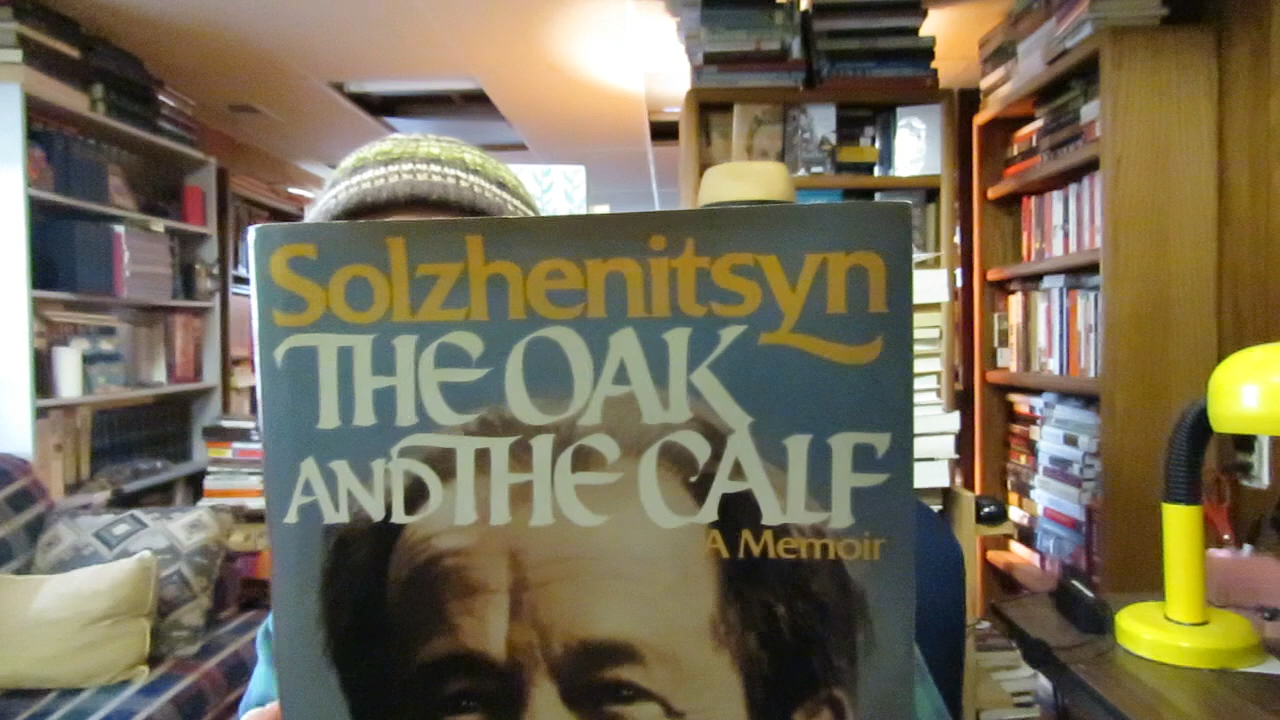 Solzhenitsyn
THE OAK
AND THE CALF
A Memoir